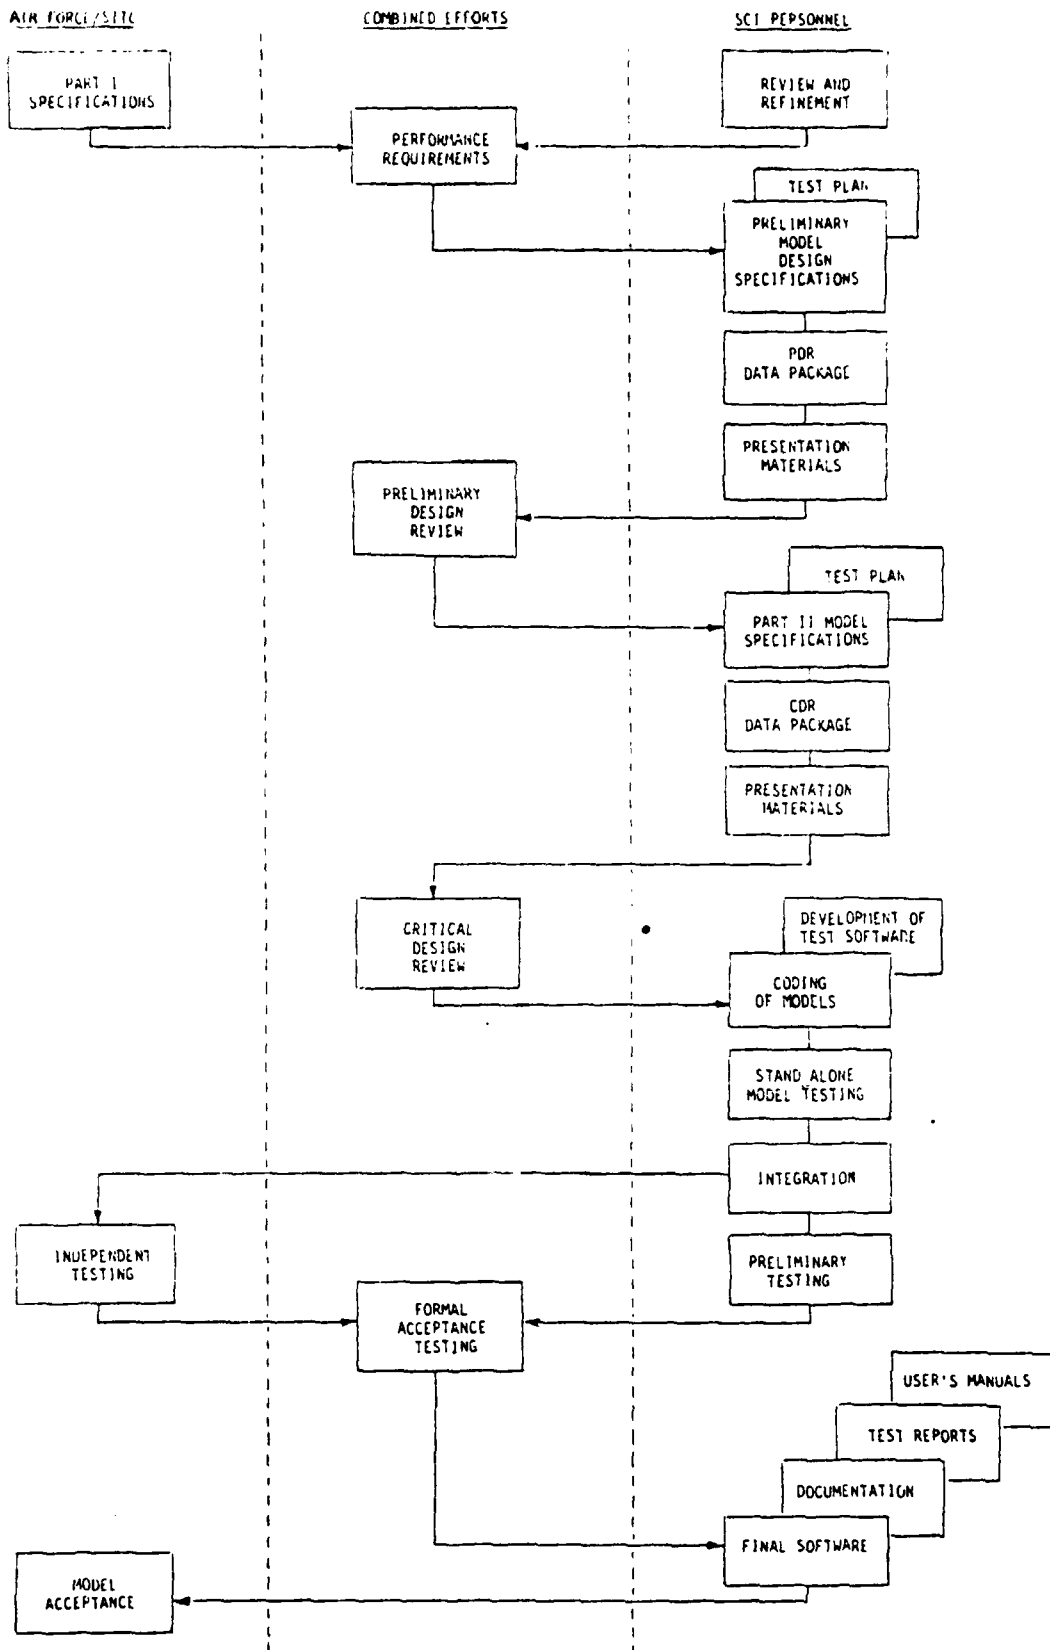 AIR FORCE/SITE
COMBINED EFFORTS
SCI PERSONNEL
PART I
SPECIFICATIONS
REVIEW AND
REFINEMENT
PERFORMANCE
REQUIREMENTS
TEST PLAN
PRELIMINARY
MODEL
DESIGN
SPECIFICATIONS
PDR
DATA PACKAGE
PRESENTATION
MATERIALS
PRELIMINARY
DESIGN
REVIEW
TEST PLAN
PART II MODEL
SPECIFICATIONS
CDR
DATA PACKAGE
PRESENTATION
MATERIALS
CRITICAL
DESIGN
REVIEW
DEVELOPMENT OF
TEST SOFTWARE
CODING
OF MODELS
STAND ALONE
MODEL TESTING
INTEGRATION
INDEPENDENT
TESTING
PRELIMINARY
TESTING
FORMAL
ACCEPTANCE
TESTING
USER'S MANUALS
TEST REPORTS
DOCUMENTATION
FINAL SOFTWARE
MODEL
ACCEPTANCE